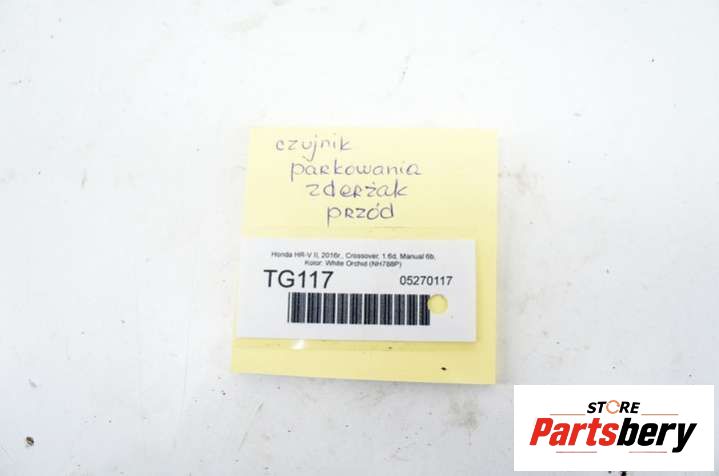 czujnik
parkowania
zderżak
przód
Honda HR-V II, 2016r., Crossover, 1.6d, Manual 6b,
Kolor: White Orchid (NH788P)
TG117 05270117
STORE
Partsbery